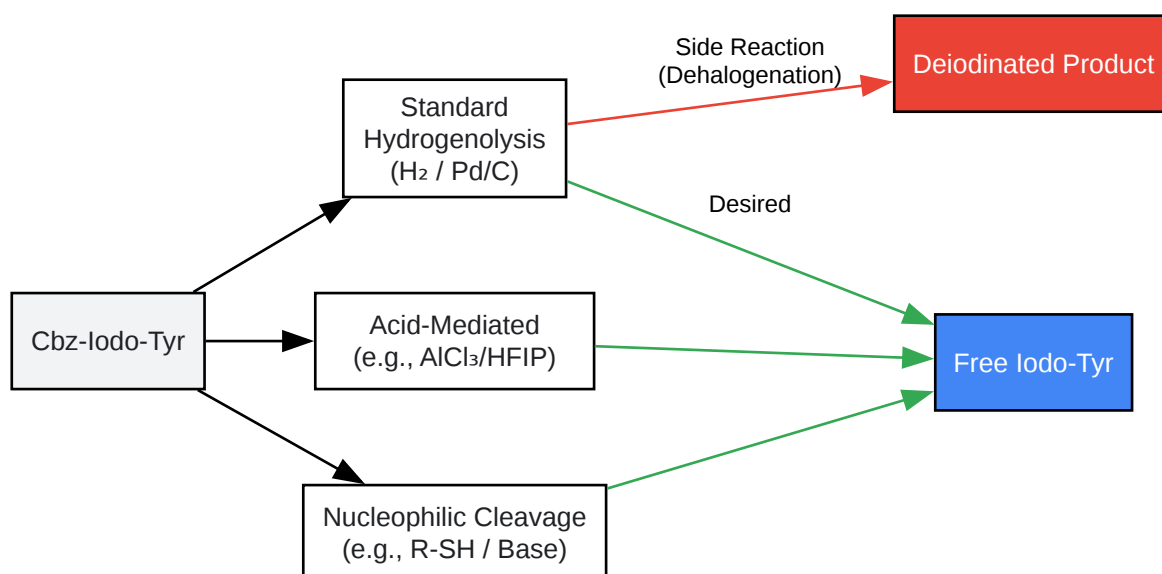 Side Reaction
(Dehalogenation)
Deiodinated Product
Standard
Hydrogenolysis
(H₂ / Pd/C)
Desired
Cbz-Iodo-Tyr
Acid-Mediated
(e.g., AlCl₃/HFIP)
Free Iodo-Tyr
Nucleophilic Cleavage
(e.g., R-SH / Base)